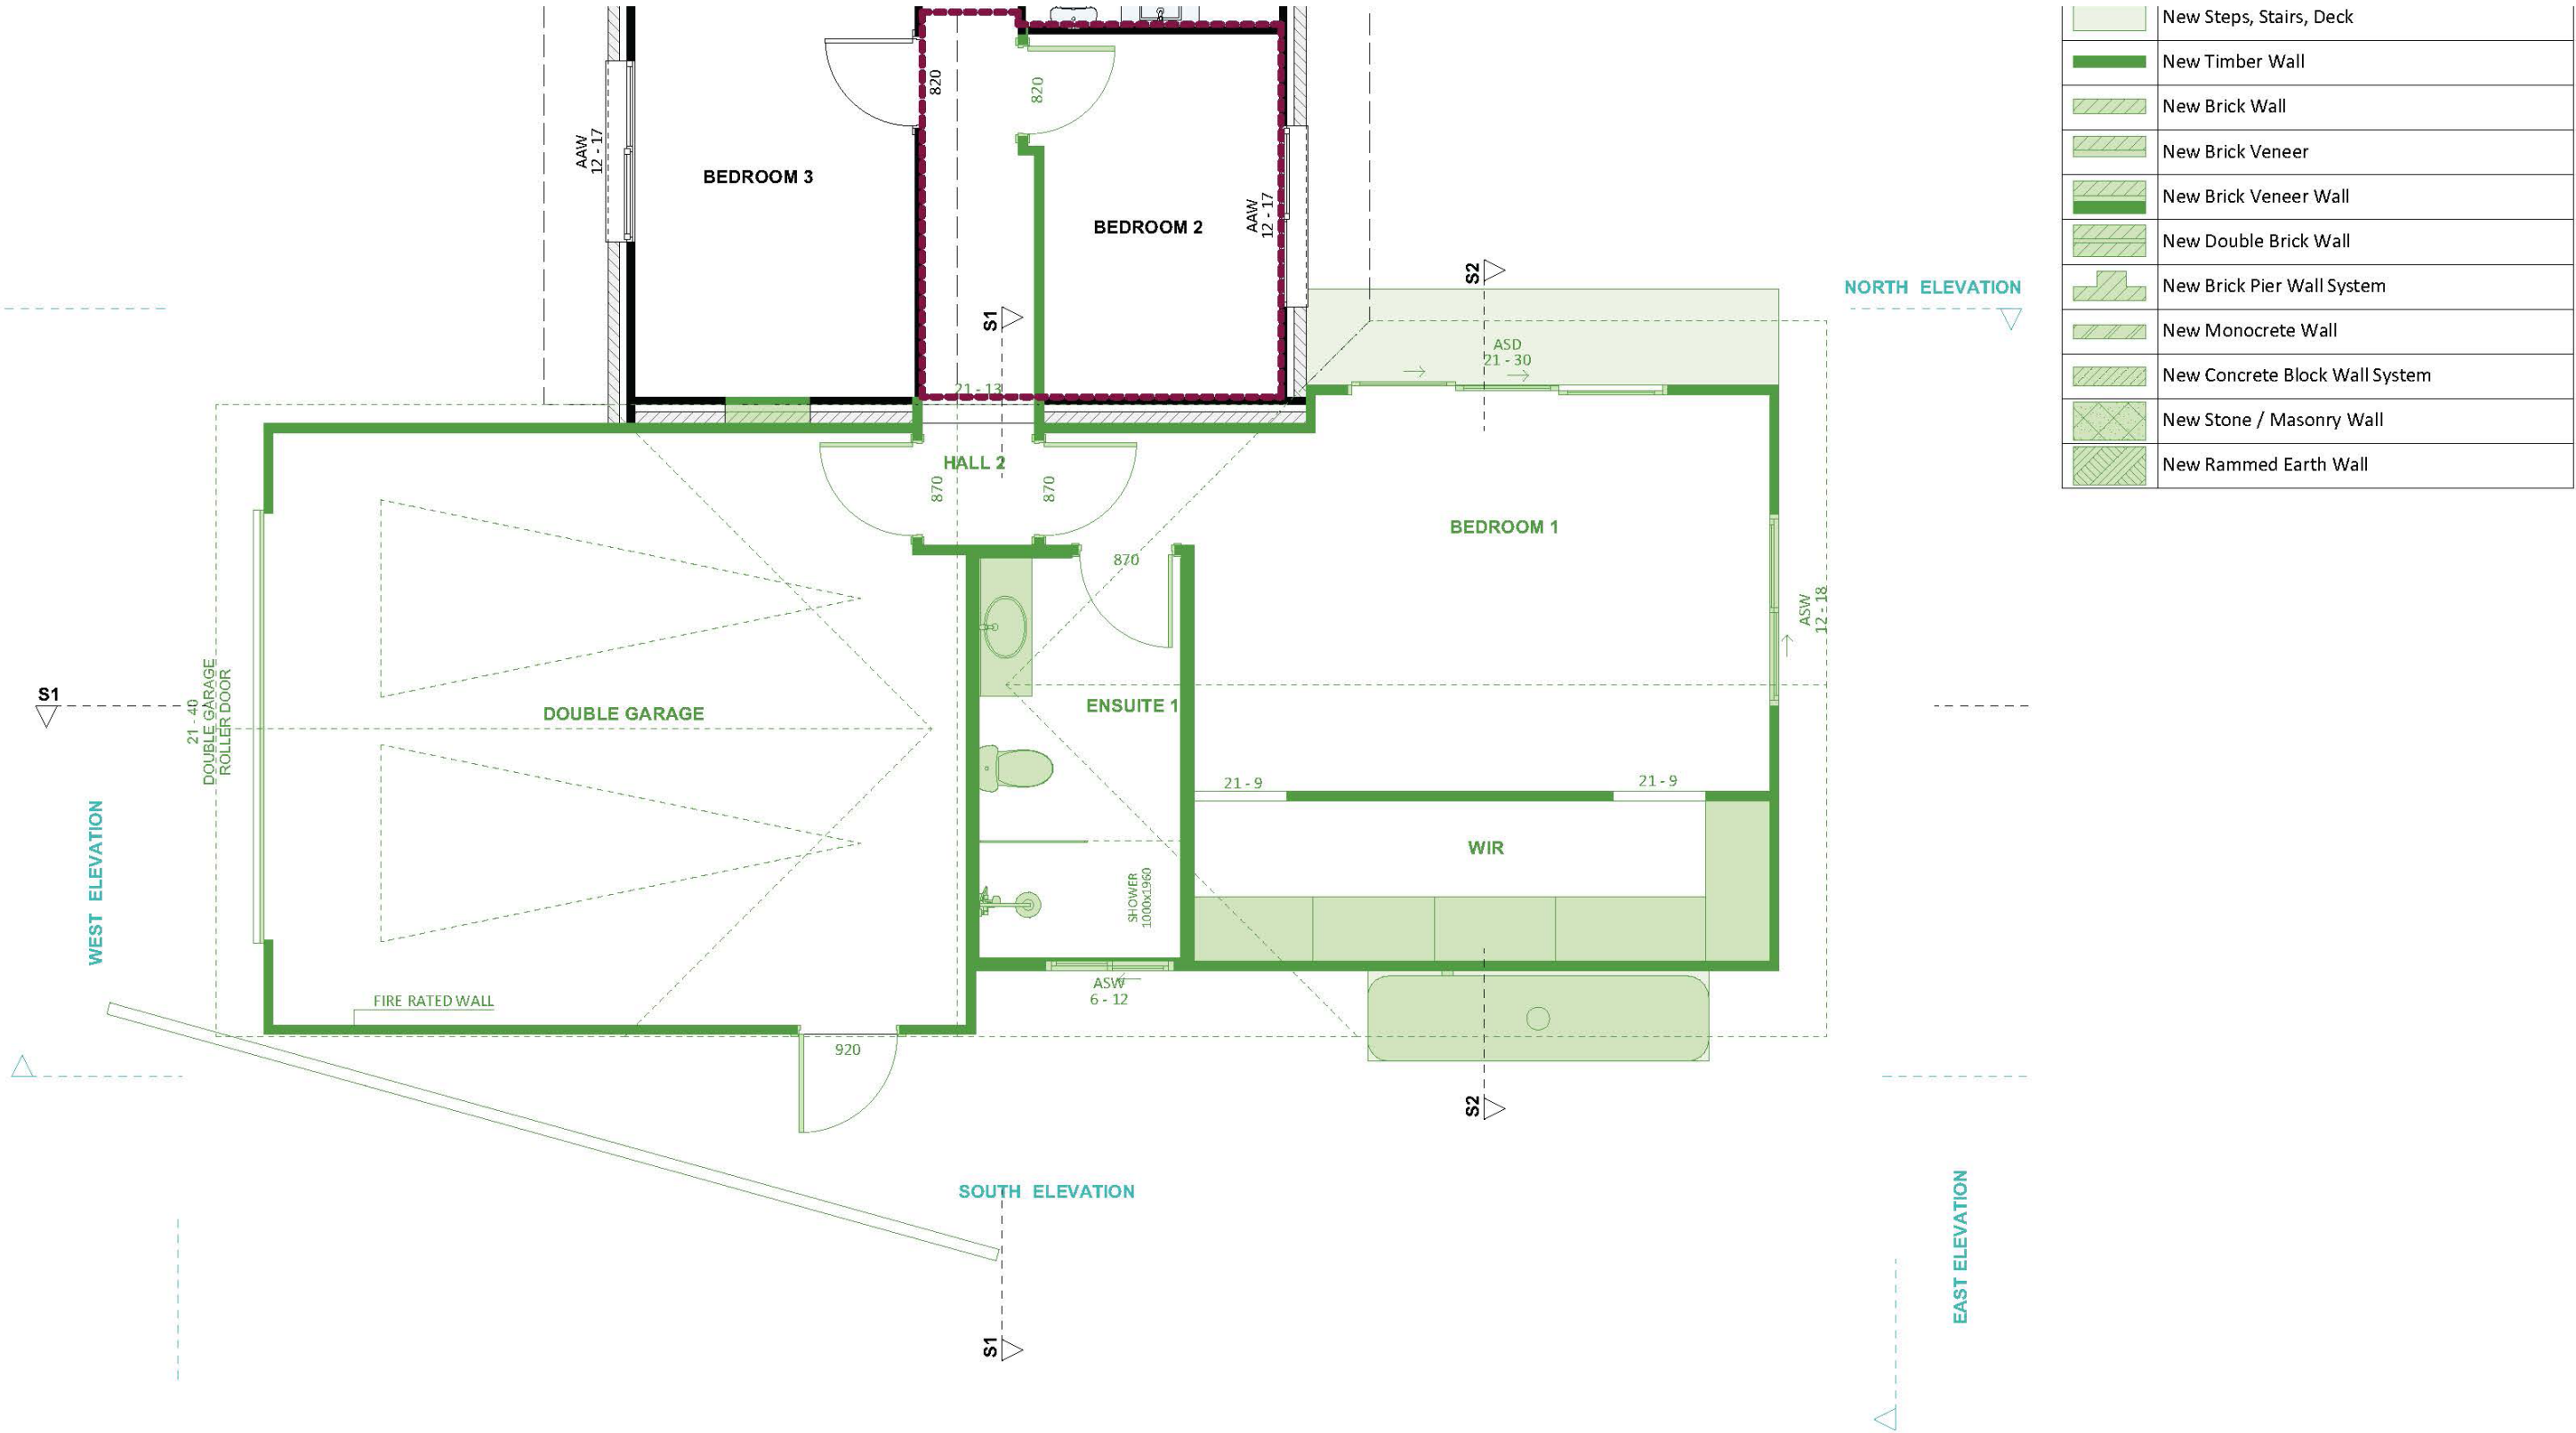 New Steps, Stairs, Deck
New Timber Wall
New Brick Wall
New Brick Veneer
New Brick Veneer Wall
New Double Brick Wall
New Brick Pier Wall System
New Monocrete Wall
New Concrete Block Wall System
New Stone / Masonry Wall
New Rammed Earth Wall
820
820
AAW
12 - 17
BEDROOM 3
BEDROOM 2
AAW
12 - 17
S1
S2
NORTH ELEVATION
ASD
21 - 30
21 - 13
HALL 2
870
870
870
BEDROOM 1
ASW
12 - 18
S1
21 - 40
DOUBLE GARAGE
ROLLER DOOR
DOUBLE GARAGE
ENSUITE 1
21 - 9
21 - 9
WIR
WEST ELEVATION
SHOWER
1000x1960
FIRE RATED WALL
ASW
6 - 12
920
S2
SOUTH ELEVATION
EAST ELEVATION
S1